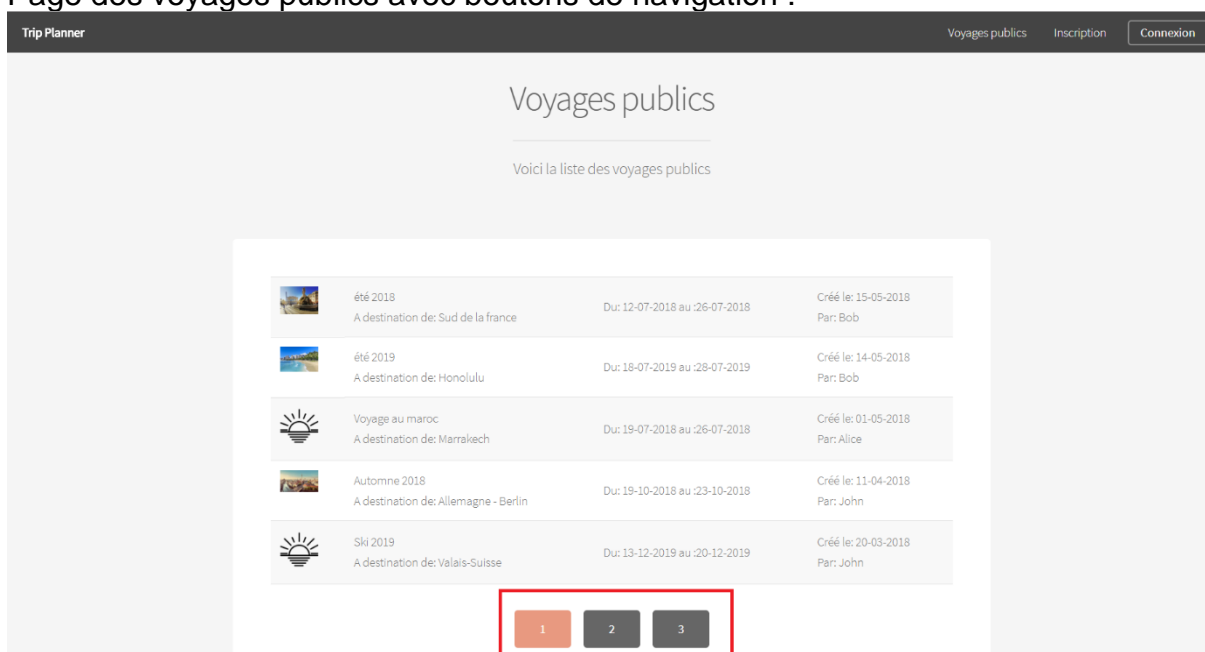 Page des voyages publics avec boutons de navigation :
Trip Planner Voyages publics Inscription Connexion
Voyages publics
Voici la liste des voyages publics
été 2018
A destination de: Sud de la france
Du: 12-07-2018 au :26-07-2018
Créé le: 15-05-2018
Par: Bob
été 2019
A destination de: Honolulu
Du: 18-07-2019 au :28-07-2019
Créé le: 14-05-2018
Par: Bob
Voyage au maroc
A destination de: Marrakech
Du: 19-07-2018 au :26-07-2018
Créé le: 01-05-2018
Par: Alice
Automne 2018
A destination de: Allemagne - Berlin
Du: 19-10-2018 au :23-10-2018
Créé le: 11-04-2018
Par: John
Ski 2019
A destination de: Valais-Suisse
Du: 13-12-2019 au :20-12-2019
Créé le: 20-03-2018
Par: John
1 2 3